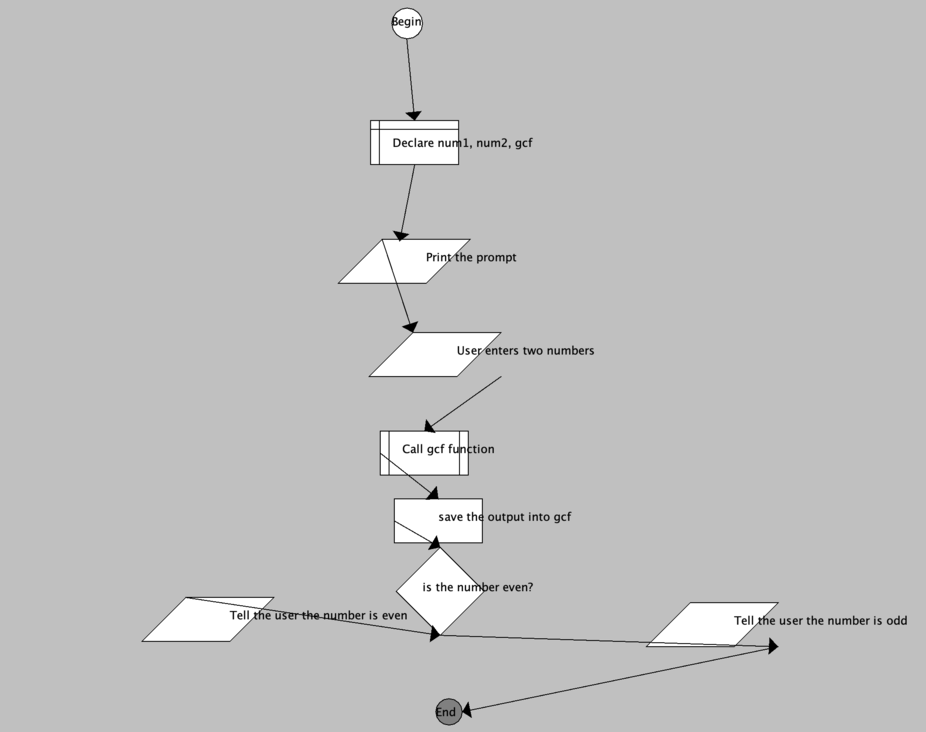 Begin
Declare num1, num2, gcf
Print the prompt
User enters two numbers
Call gcf function
save the output into gcf
is the number even?
Tell the user the number is even
Tell the user the number is odd
End